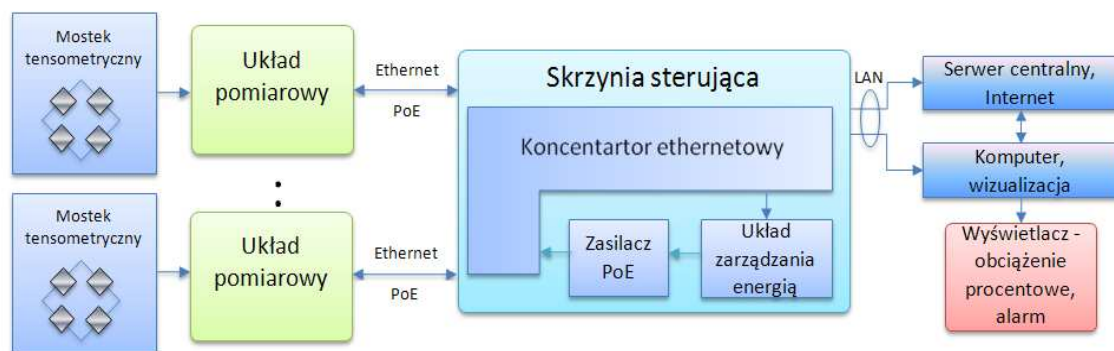 Mostek
tensometryczny
Układ
pomiarowy
Ethernet
PoE
Skrzynia sterująca
Koncentartor ethernetowy
Zasilacz
PoE
Układ
zarządzania
energią
LAN
Serwer centralny,
Internet
Komputer,
wizualizacja
Wyświetlacz -
obciążenie
procentowe,
alarm
Mostek
tensometryczny
Układ
pomiarowy
Ethernet
PoE